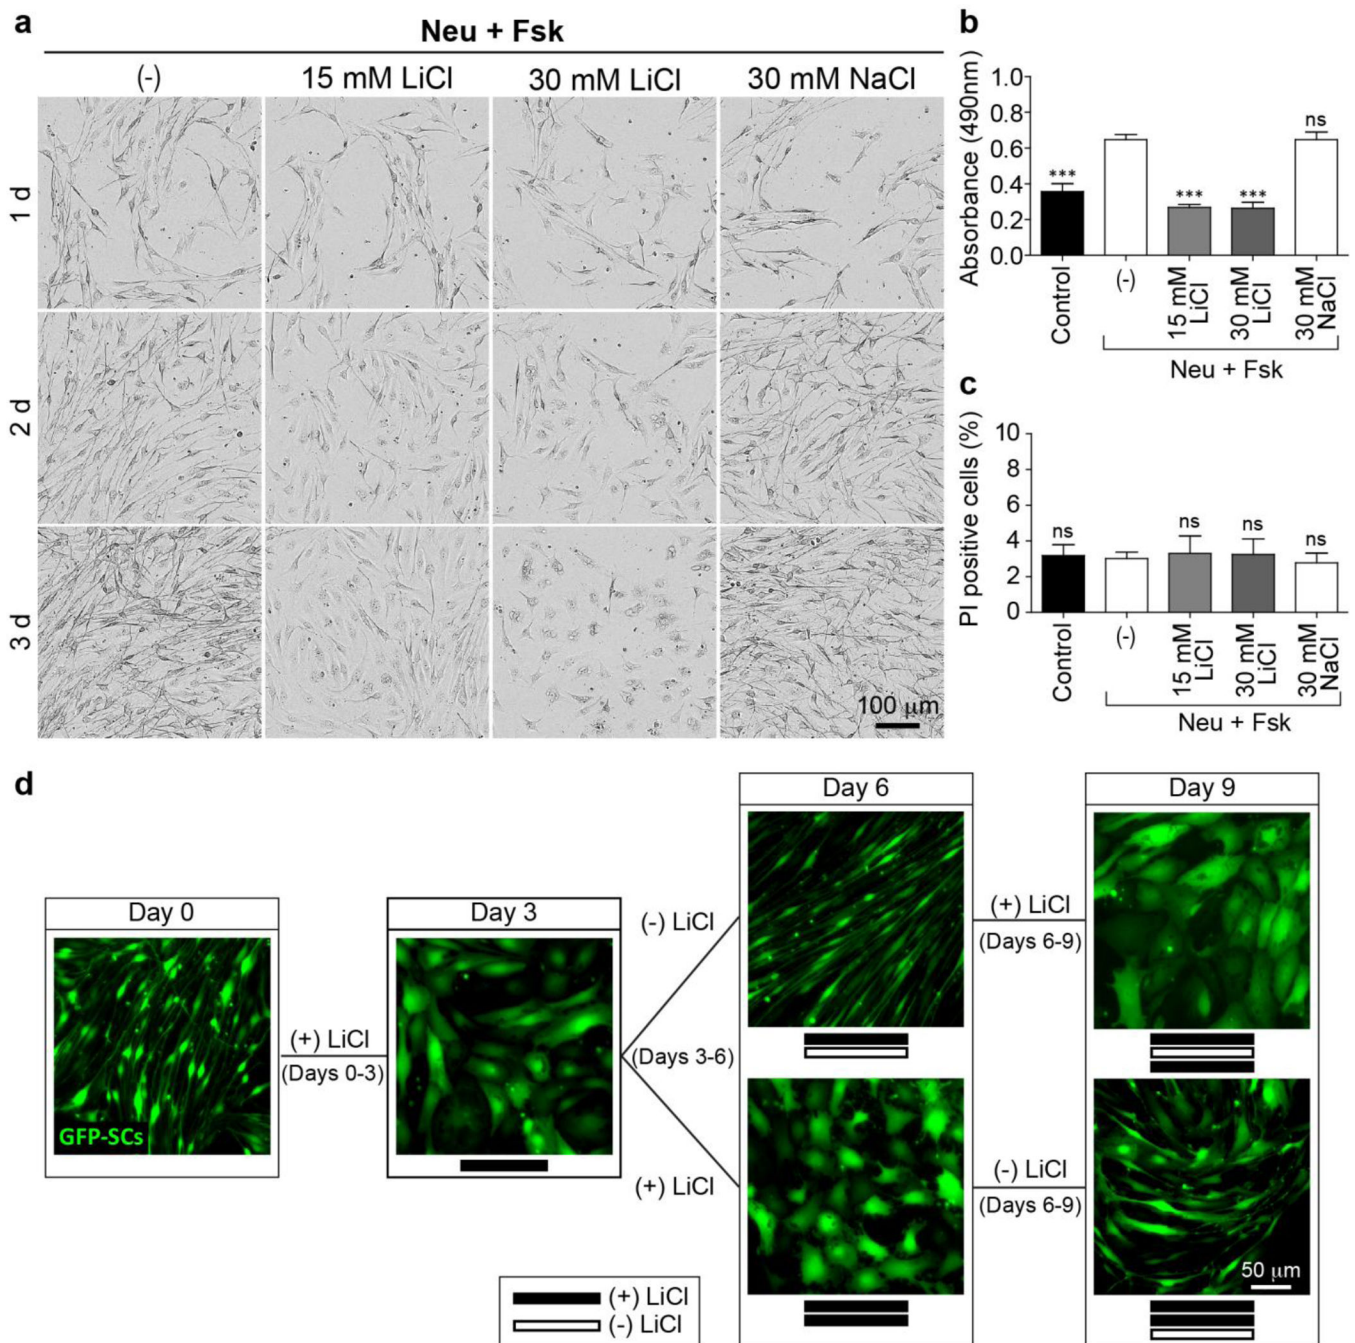 a
Neu + Fsk
(-)
15 mM LiCl
30 mM LiCl
30 mM NaCl
1 d
2 d
3 d
100 μm
b
Absorbance (490nm)
1.0
0.8
0.6
0.4
0.2
0.0
***
***
***
ns
Control
(-)
15 mM
LiCl
30 mM
LiCl
30 mM
NaCl
Neu + Fsk
c
PI positive cells (%)
10
8
6
4
2
0
ns
ns
ns
ns
Control
(-)
15 mM
LiCl
30 mM
LiCl
30 mM
NaCl
Neu + Fsk
d
Day 0
GFP-SCs
(+) LiCl
(Days 0-3)
Day 3
(-) LiCl
(Days 3-6)
(+) LiCl
Day 6
(+) LiCl
(Days 6-9)
(-) LiCl
(Days 6-9)
Day 9
50 μm
(+) LiCl
(-) LiCl